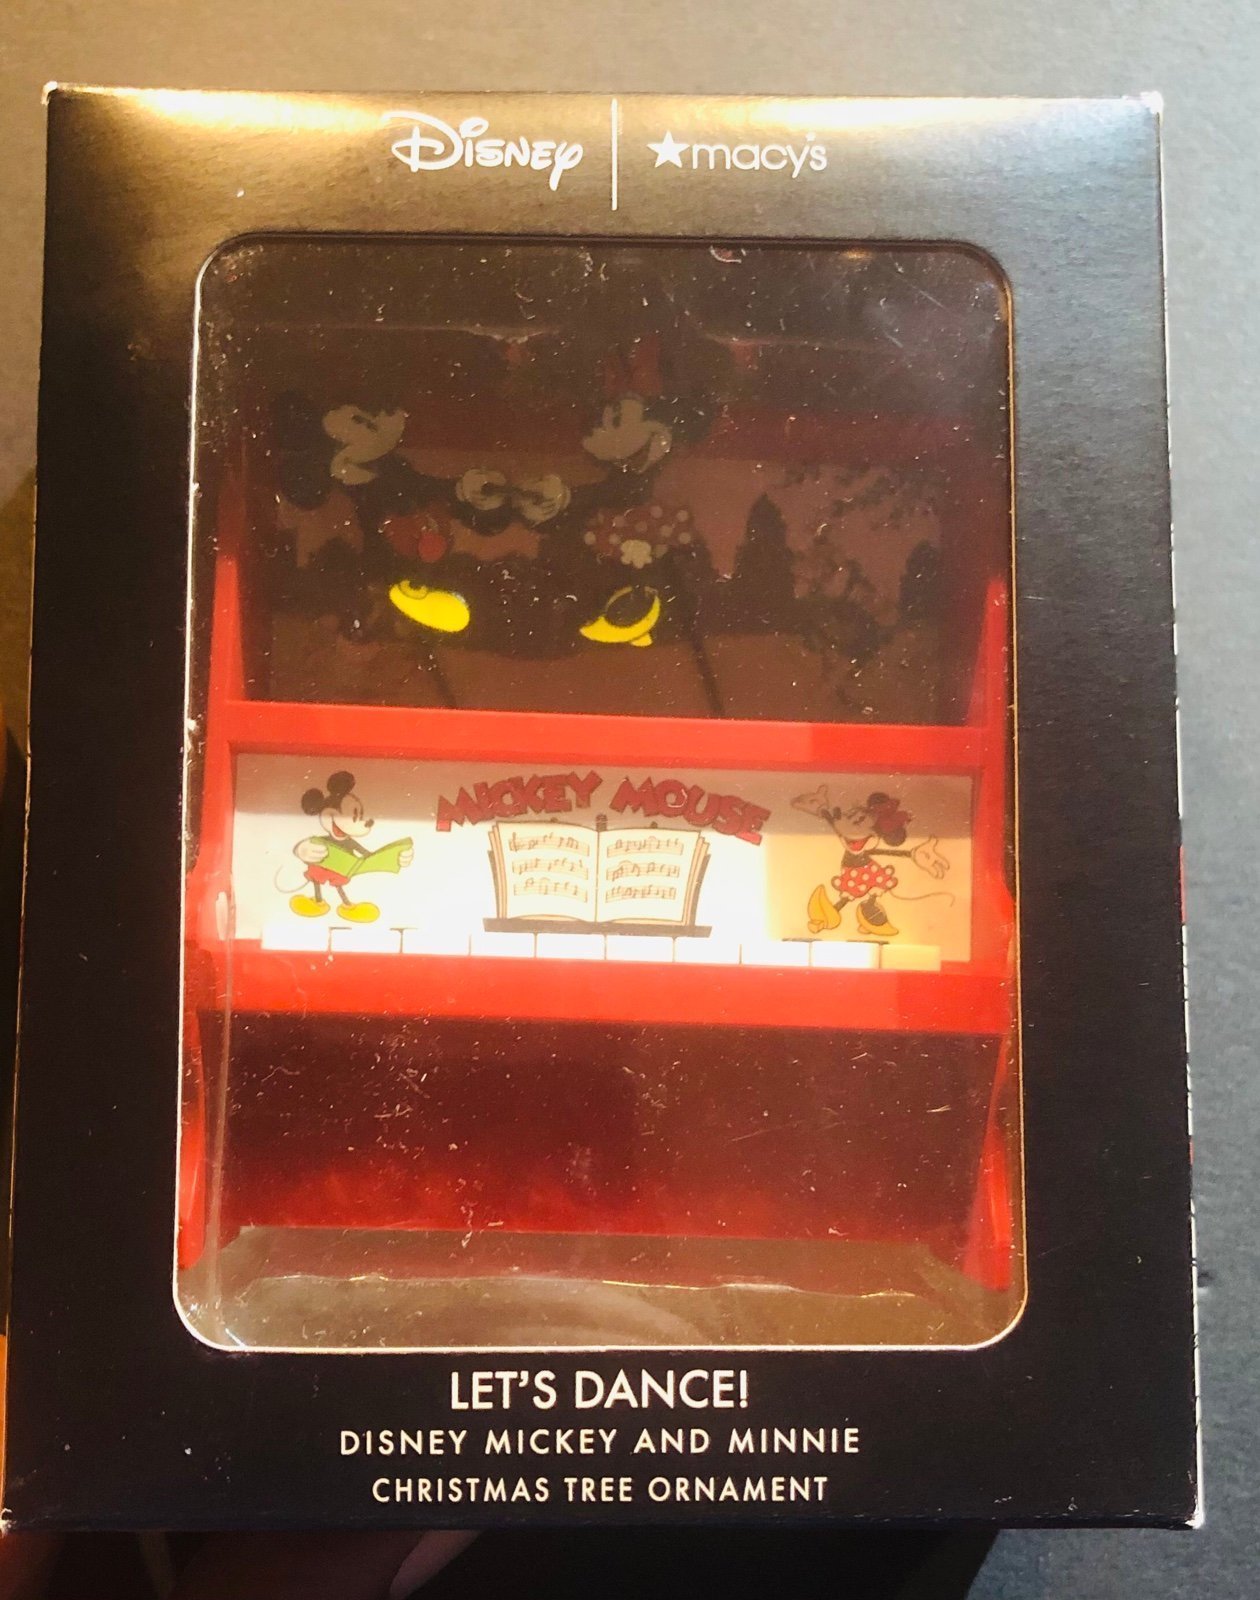 Disney | ★macy's
MICKEY MOUSE
LET'S DANCE!
DISNEY MICKEY AND MINNIE
CHRISTMAS TREE ORNAMENT